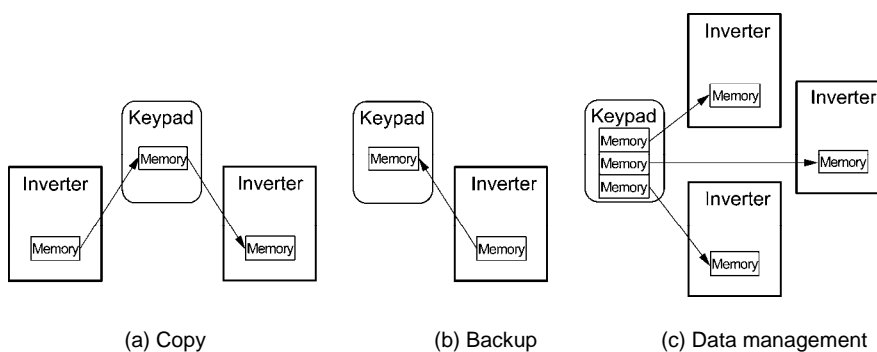 Keypad
Memory
Inverter
Memory
Inverter
Memory
(a) Copy
Keypad
Memory
Inverter
Memory
(b) Backup
Inverter
Memory
Keypad
Memory
Memory
Memory
Inverter
Memory
Inverter
Memory
(c) Data management